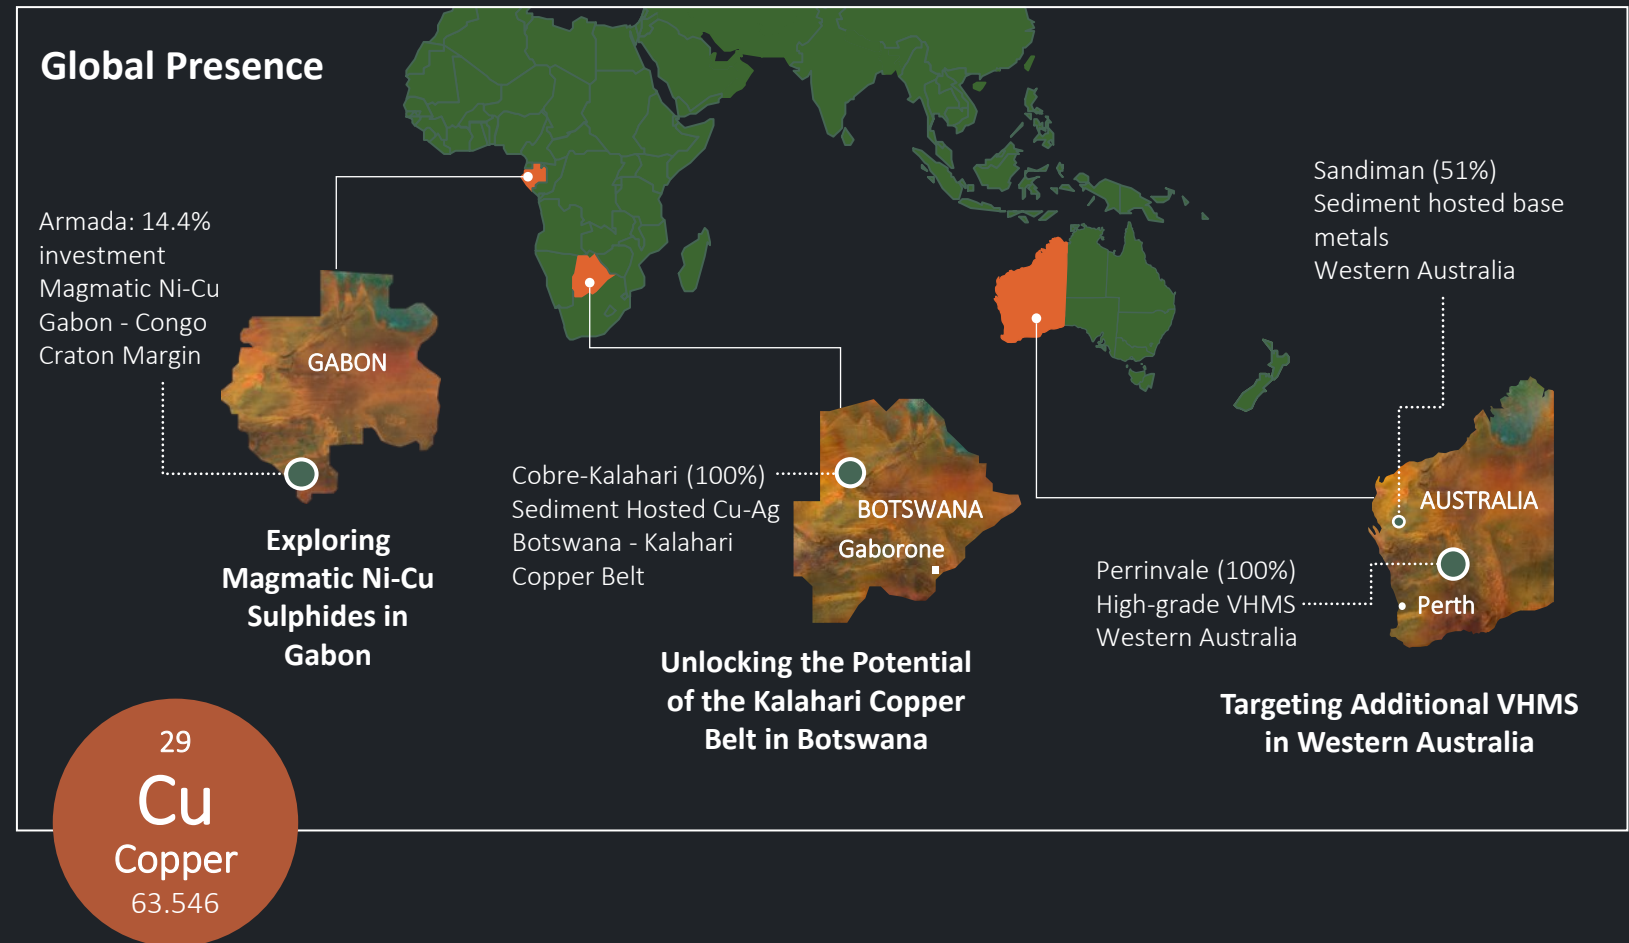 Global Presence
Armada: 14.4%
investment
Magmatic Ni-Cu
Gabon - Congo
Craton Margin
GABON
Exploring
Magmatic Ni-Cu
Sulphides in
Gabon
Cobre-Kalahari (100%)
Sediment Hosted Cu-Ag
Botswana - Kalahari
Copper Belt
BOTSWANA
Gaborone
Unlocking the Potential
of the Kalahari Copper
Belt in Botswana
Sandiman (51%)
Sediment hosted base
metals
Western Australia
AUSTRALIA
Perth
Perrinvale (100%)
High-grade VHMS
Western Australia
Targeting Additional VHMS
in Western Australia
29
Cu
Copper
63.546